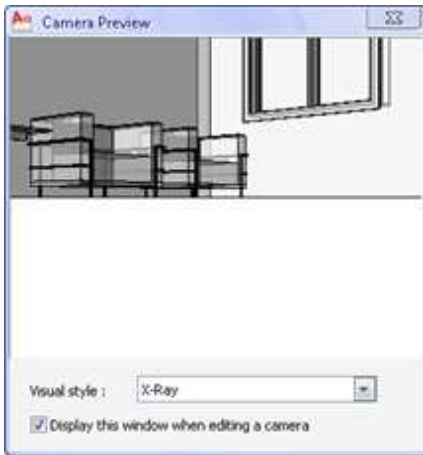 Camera Preview
Visual style :
X-Ray
Display this window when editing a camera